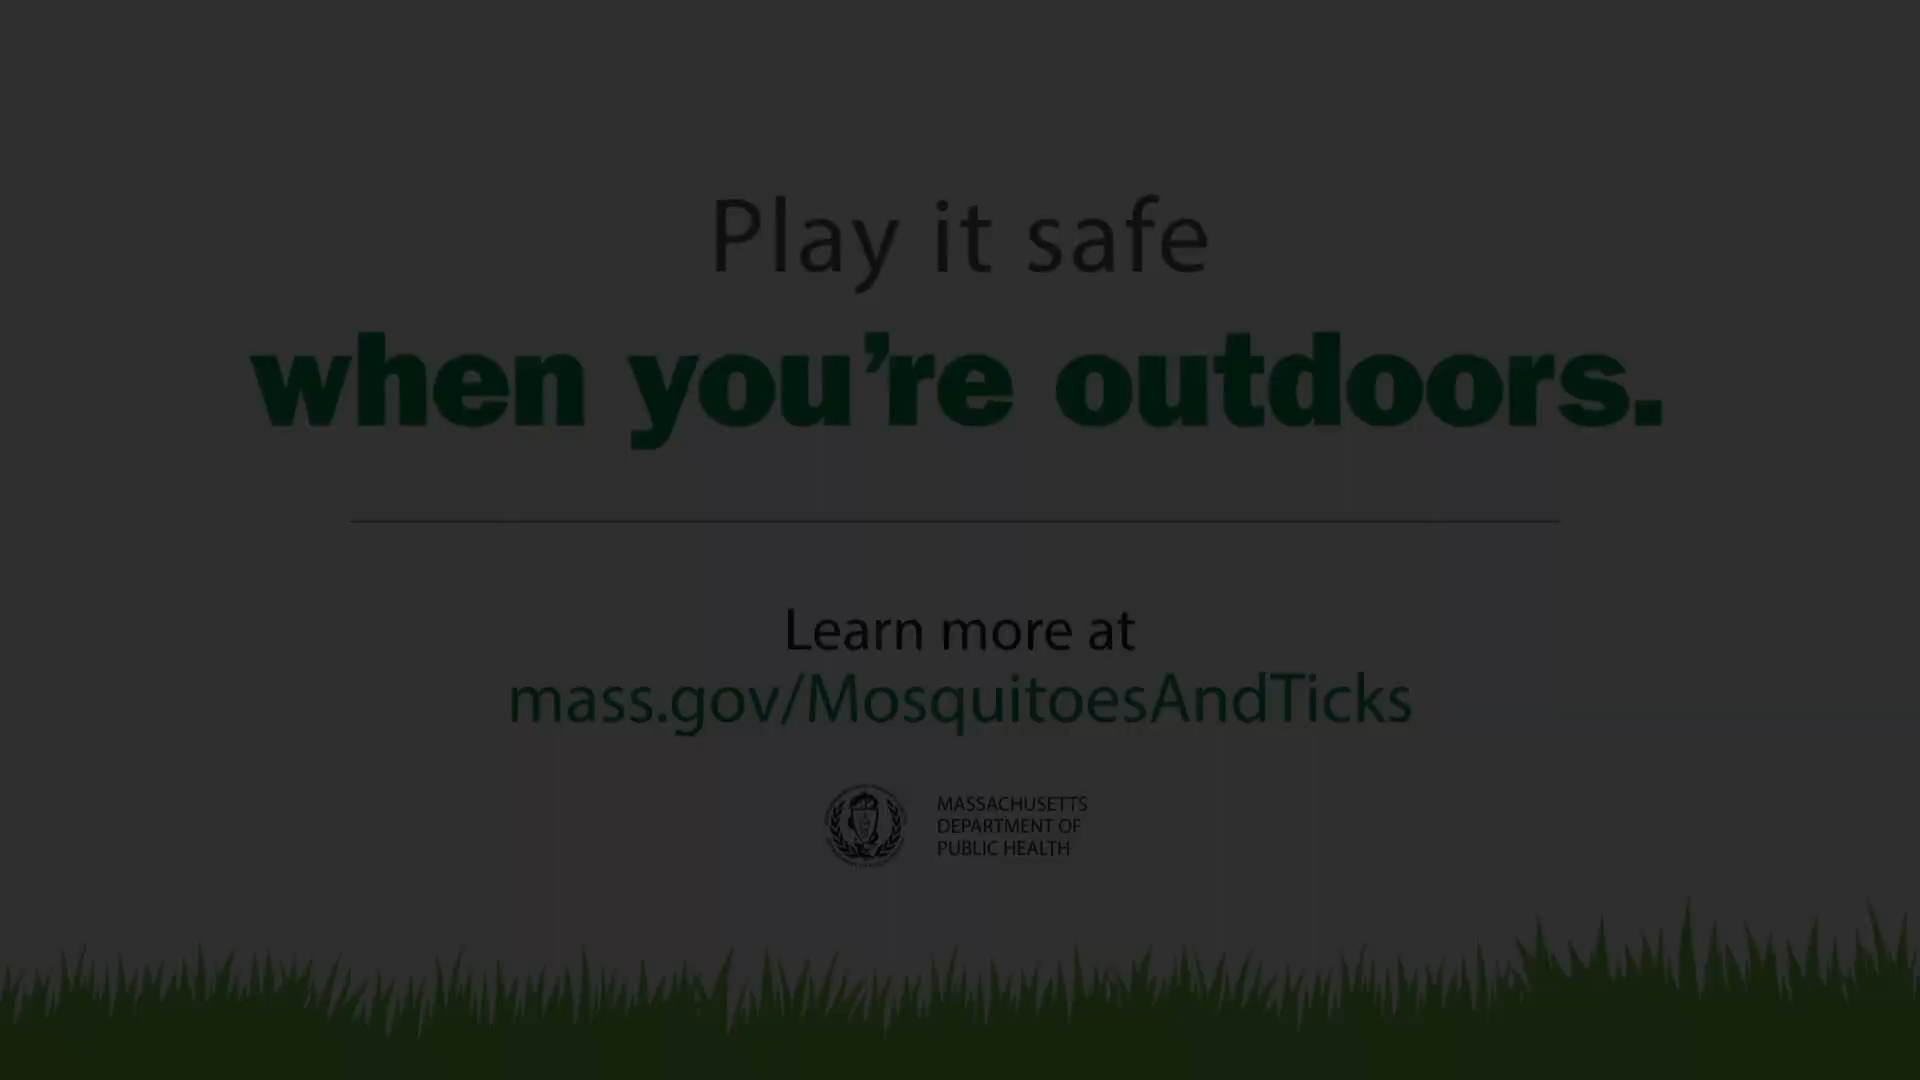 Play it safe
when you’re outdoors.
Learn more at
mass.gov/MosquitoesAndTicks
MASSACHUSETTS
DEPARTMENT OF
PUBLIC HEALTH